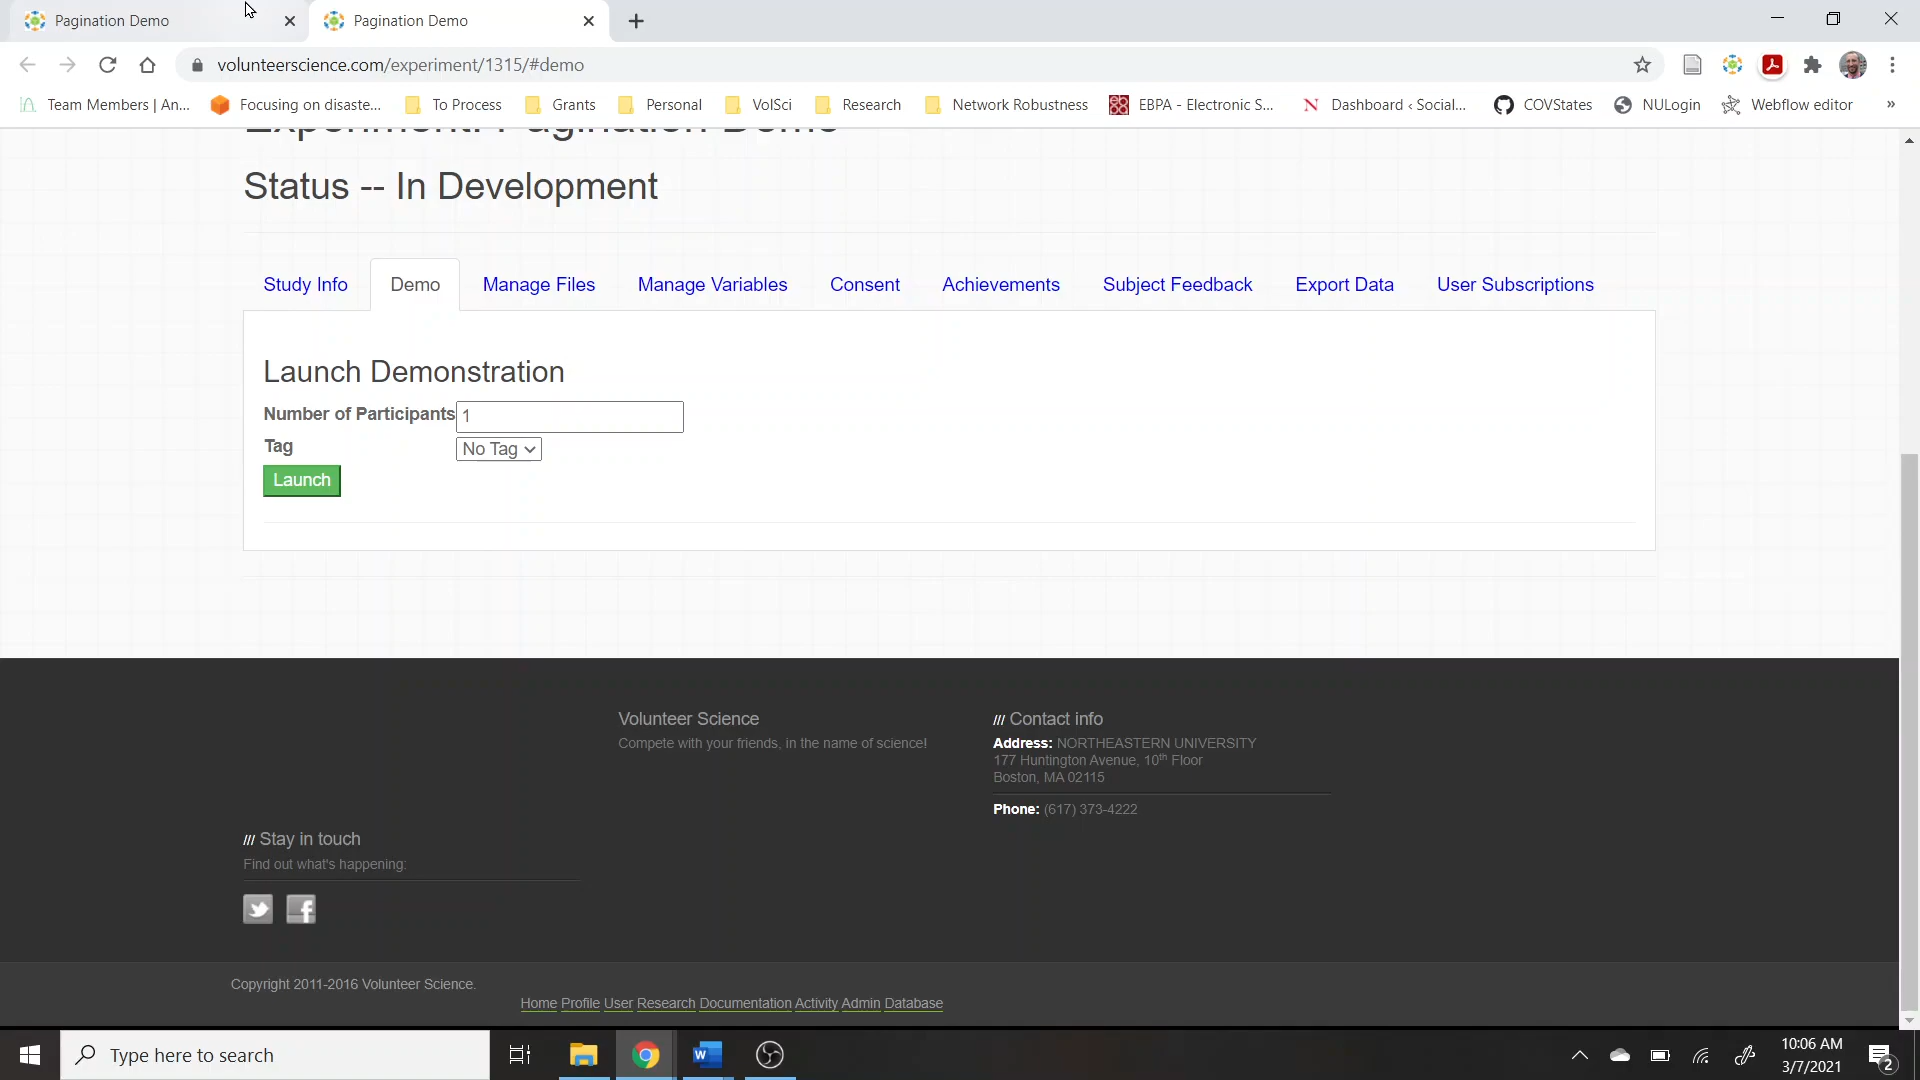 Pagination Demo
Pagination Demo
volunteerscience.com/experiment/1315/#demo
Team Members | An...
Focusing on disaste...
To Process
Grants
Personal
VolSci
Research
Network Robustness
EBPA - Electronic S...
Dashboard ‹ Social...
COVStates
NULogin
Webflow editor
»
Experiment: Pagination Demo
Status -- In Development
Study Info
Demo
Manage Files
Manage Variables
Consent
Achievements
Subject Feedback
Export Data
User Subscriptions
Launch Demonstration
Number of Participants 1
Tag No Tag
Launch
Volunteer Science
Compete with your friends, in the name of science!
/// Contact info
Address: NORTHEASTERN UNIVERSITY
177 Huntington Avenue, 10th Floor
Boston, MA 02115
Phone: (617) 373-4222
/// Stay in touch
Find out what's happening:
Copyright 2011-2016 Volunteer Science.
Home Profile User Research Documentation Activity Admin Database
Type here to search
10:06 AM
3/7/2021
2